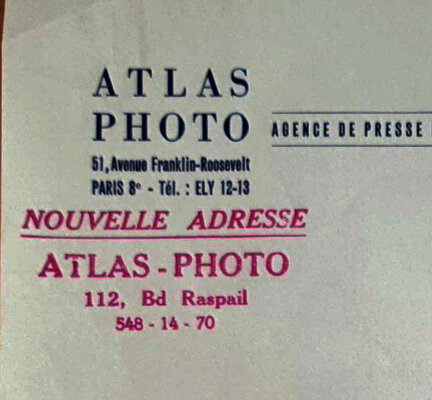 ATLAS
PHOTO
AGENCE DE PRESSE
51, Avenue Franklin-Roosevelt
PARIS 8e - Tél. : ELY 12-13
NOUVELLE ADRESSE
ATLAS - PHOTO
112, Bd Raspail
548 - 14 - 70